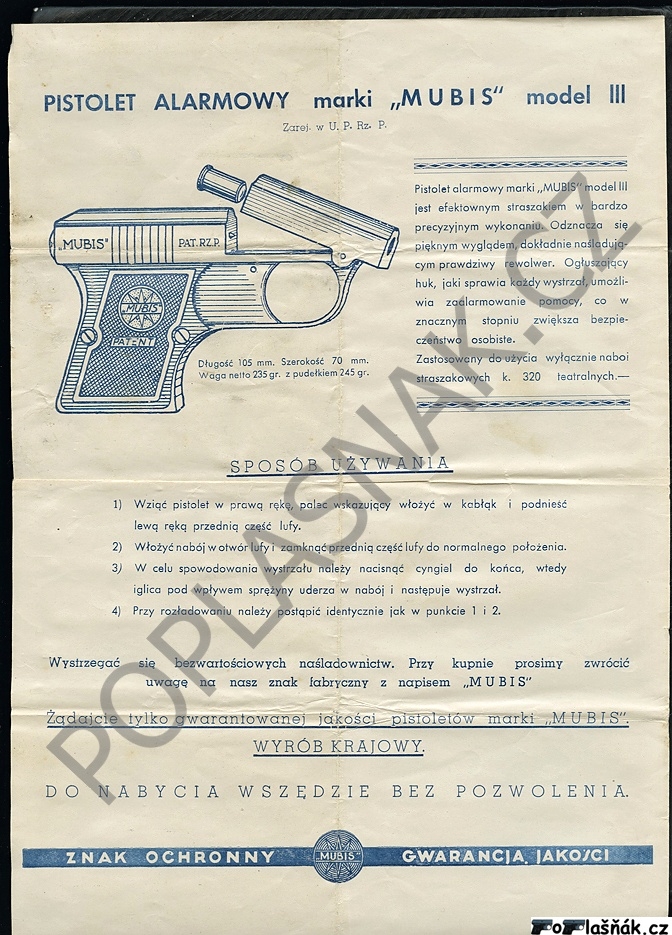 PISTOLET ALARMOWY marki „MUBIS" model III
Zarej. w U. P. Rz. P.
„MUBIS"
PAT. RZ. P.
MUBIS
PATENT
Długość 105 mm. Szerokość 70 mm.
Waga netto 235 gr. z pudełkiem 245 gr.
Pistolet alarmowy marki „MUBIS" model III
jest efektownym straszakiem w bardzo
precyzyjnym wykonaniu. Odznacza się
pięknym wyglądem, dokładnie naśladują-
cym prawdziwy rewolwer. Ogłuszający
huk, jaki sprawia każdy wystrzał, umożli-
wia zaalarmowanie pomocy, co w
znacznym stopniu zwiększa bezpie-
czeństwo osobiste.
Zastosowany do użycia wyłącznie naboi
straszakowych k. 320 teatralnych.—
SPOSÓB UŻYWANIA
1) Wziąć pistolet w prawą rękę, palec wskazujący włożyć w kabłąk i podnieść
lewą ręką przednią część lufy.
2) Włożyć nabój w otwór lufy i zamknąć przednią część lufy do normalnego położenia.
3) W celu spowodowania wystrzału należy nacisnąć cyngiel do końca, wtedy
iglica pod wpływem sprężyny uderza w nabój i następuje wystrzał.
4) Przy rozładowaniu należy postąpić identycznie jak w punkcie 1 i 2.
Wystrzegać się bezwartościowych naśladownictw. Przy kupnie prosimy zwrócić
uwagę na nasz znak fabryczny z napisem „MUBIS"
Żądajcie tylko gwarantowanej jakości pistoletów marki „MUBIS".
WYRÓB KRAJOWY.
DO NABYCIA WSZĘDZIE BEZ POZWOLENIA.
ZNAK OCHRONNY MUBIS GWARANCJA JAKOŚCI
POPLASNAK.CZ
PoPlašňák.cz